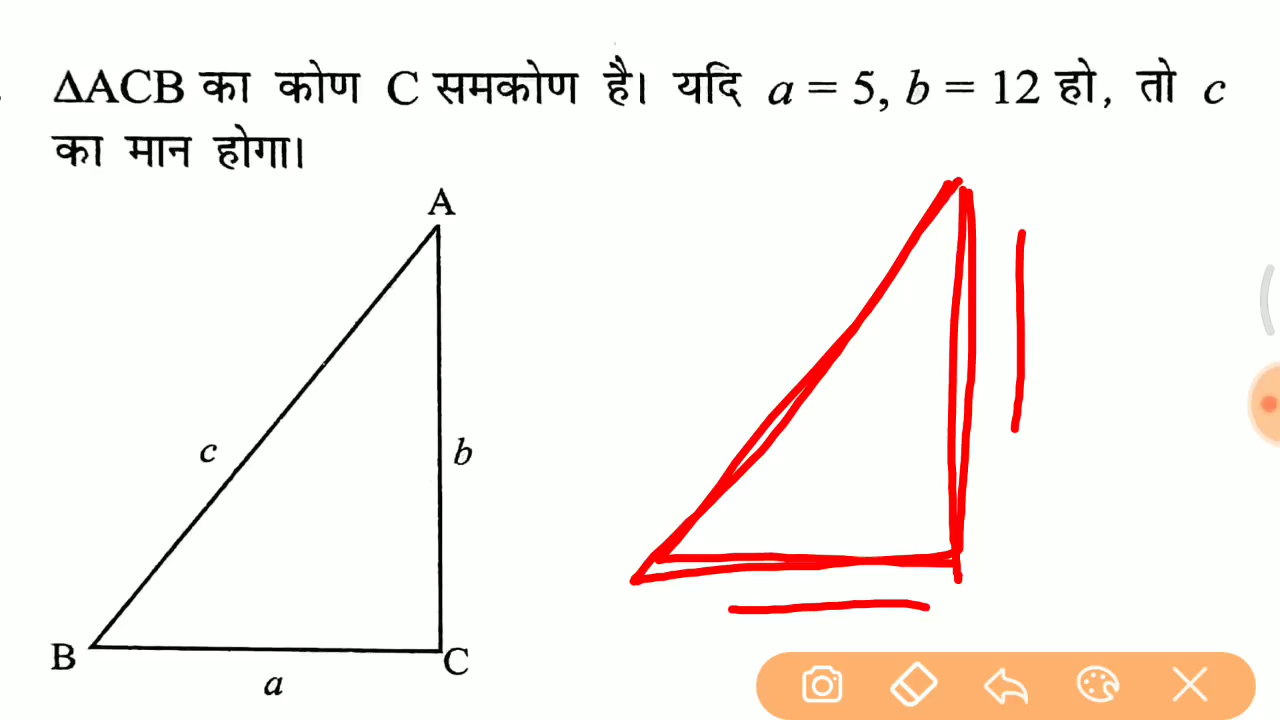 ΔACB का कोण C समकोण है। यदि a = 5, b = 12 हो, तो c
का मान होगा।
A
c
b
B
C
a